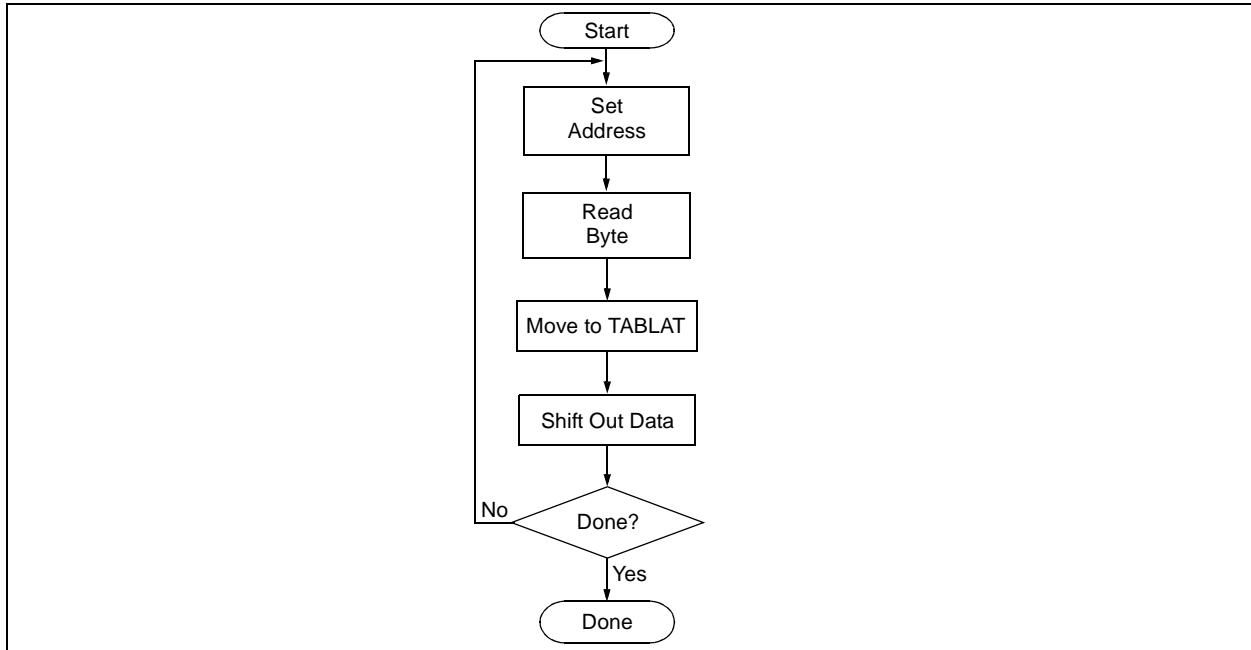 Start
Set
Address
Read
Byte
Move to TABLAT
Shift Out Data
No
Done?
Yes
Done